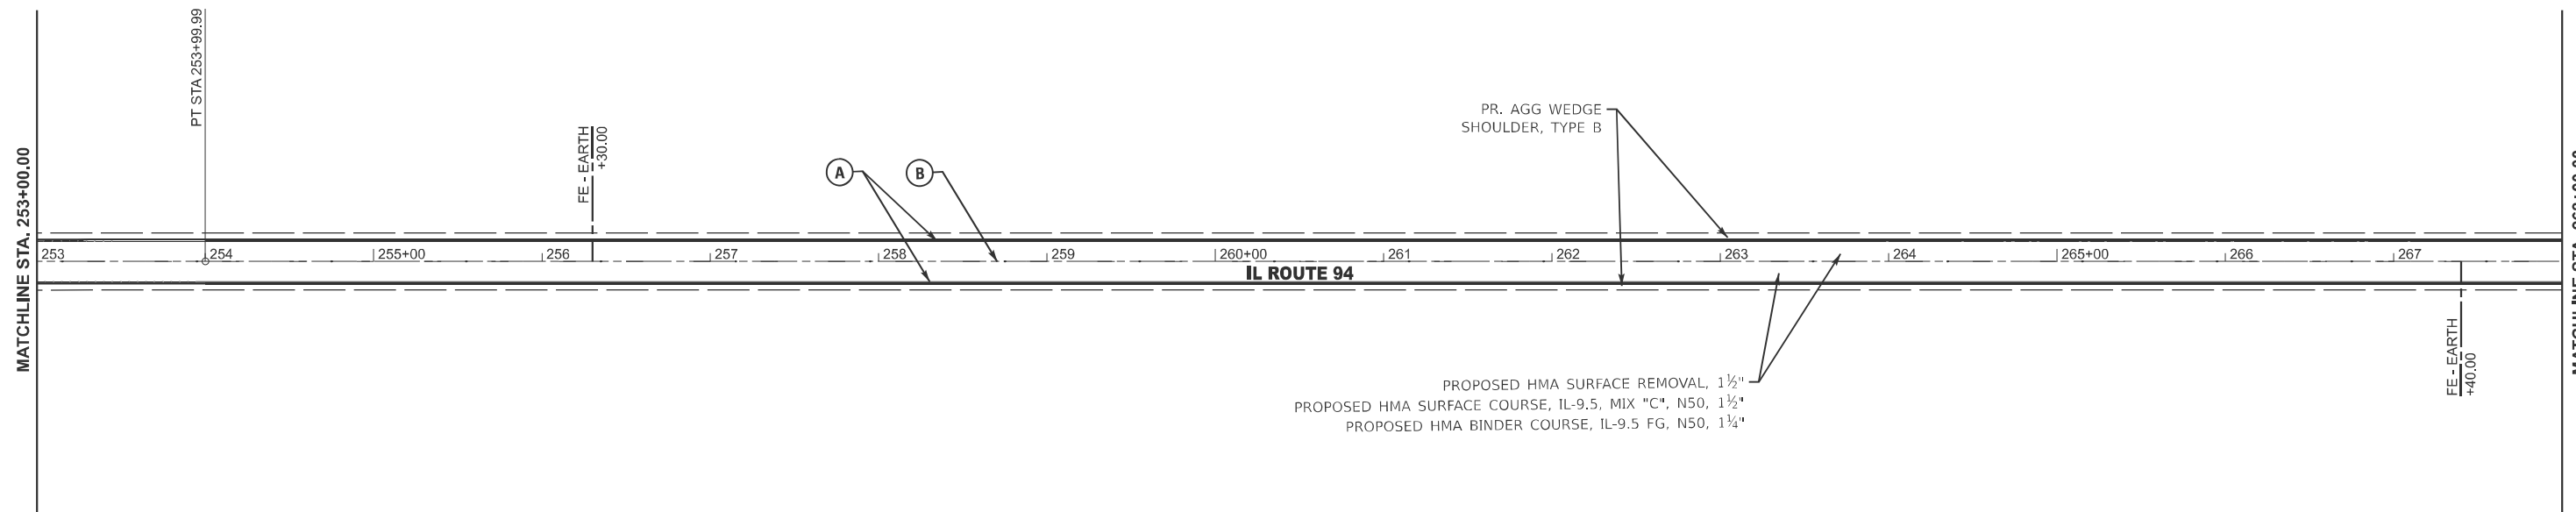 MATCHLINE STA. 253+00.00
PT STA 253+99.99
FE - EARTH
+30.00
A
B
PR. AGG WEDGE
SHOULDER, TYPE B
253
254
255+00
256
257
258
259
260+00
261
262
263
264
265+00
266
267
IL ROUTE 94
PROPOSED HMA SURFACE REMOVAL, 1½"
PROPOSED HMA SURFACE COURSE, IL-9.5, MIX "C", N50, 1½"
PROPOSED HMA BINDER COURSE, IL-9.5 FG, N50, 1¼"
FE - EARTH
+40.00